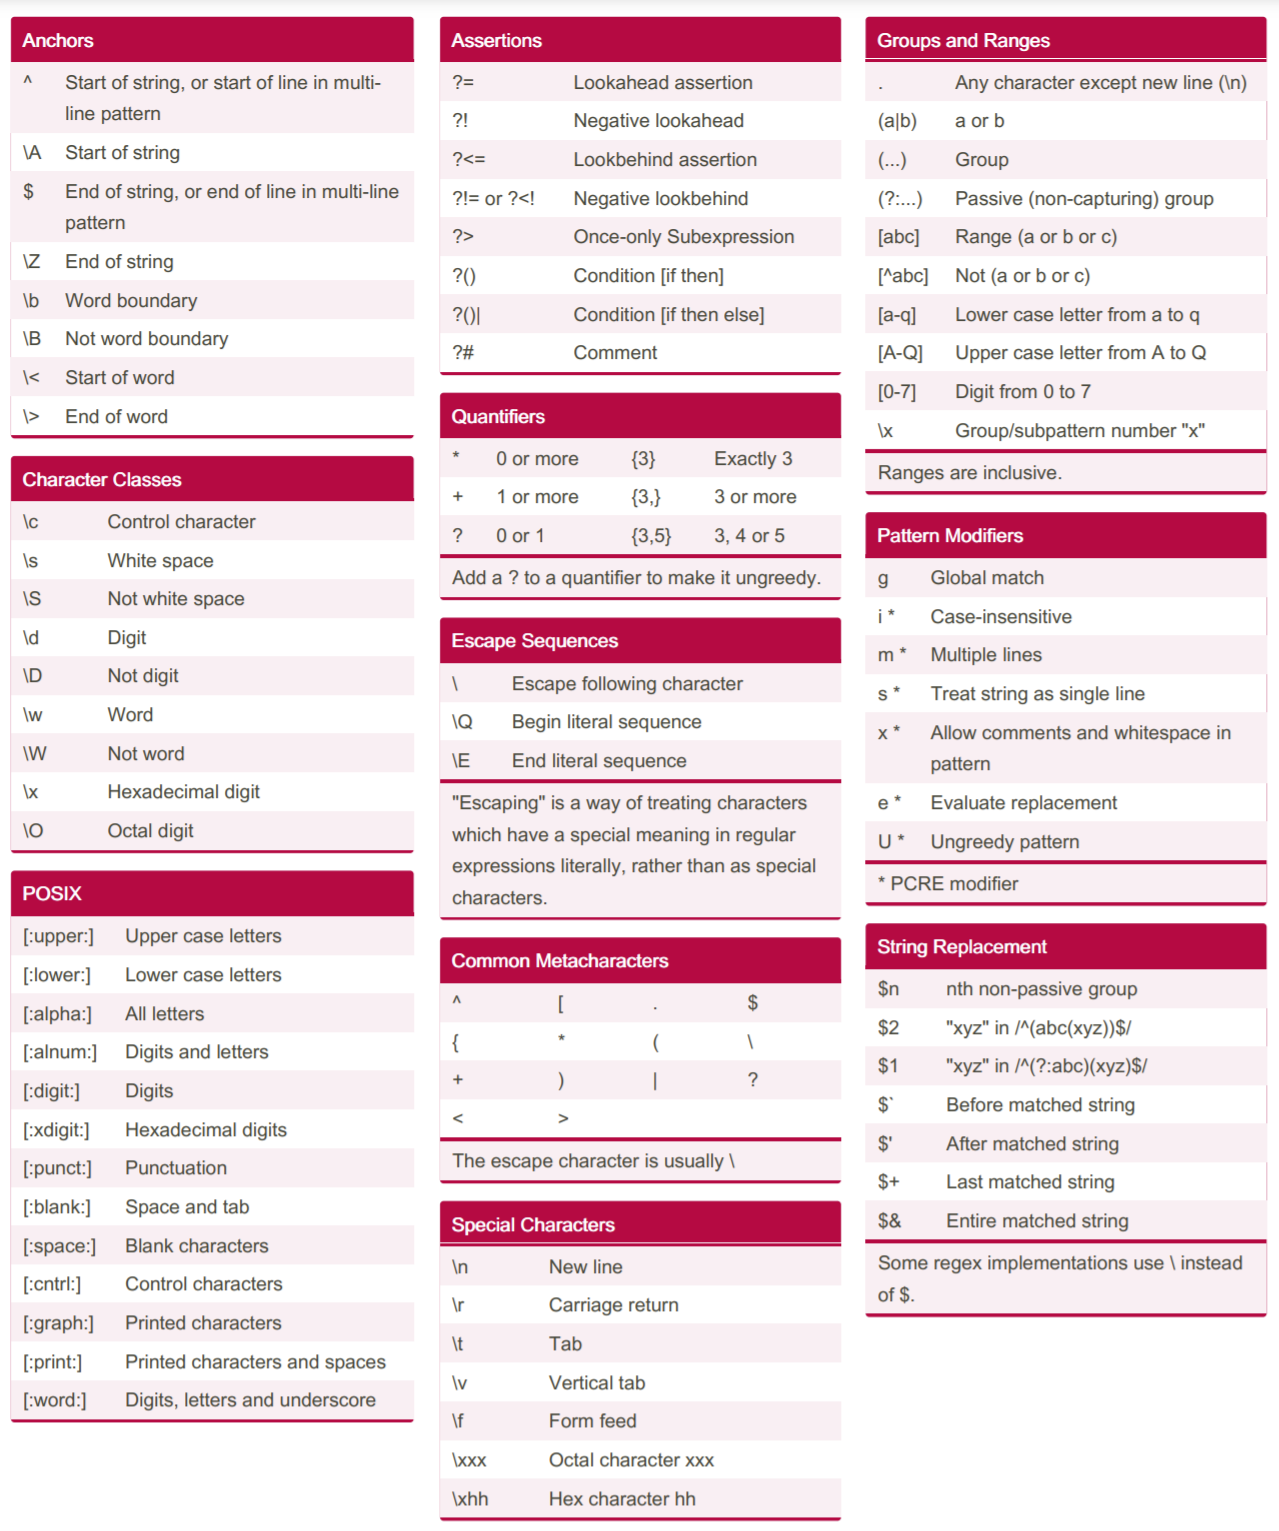 Anchors
^ Start of string, or start of line in multi-
line pattern
\A Start of string
$ End of string, or end of line in multi-line
pattern
\Z End of string
\b Word boundary
\B Not word boundary
\< Start of word
\> End of word
Character Classes
\c Control character
\s White space
\S Not white space
\d Digit
\D Not digit
\w Word
\W Not word
\x Hexadecimal digit
\O Octal digit
POSIX
[:upper:] Upper case letters
[:lower:] Lower case letters
[:alpha:] All letters
[:alnum:] Digits and letters
[:digit:] Digits
[:xdigit:] Hexadecimal digits
[:punct:] Punctuation
[:blank:] Space and tab
[:space:] Blank characters
[:cntrl:] Control characters
[:graph:] Printed characters
[:print:] Printed characters and spaces
[:word:] Digits, letters and underscore
Assertions
?= Lookahead assertion
?! Negative lookahead
?<= Lookbehind assertion
?!= or ?<! Negative lookbehind
?> Once-only Subexpression
?() Condition [if then]
?()| Condition [if then else]
?# Comment
Quantifiers
* 0 or more {3} Exactly 3
+ 1 or more {3,} 3 or more
? 0 or 1 {3,5} 3, 4 or 5
Add a ? to a quantifier to make it ungreedy.
Escape Sequences
\ Escape following character
\Q Begin literal sequence
\E End literal sequence
"Escaping" is a way of treating characters
which have a special meaning in regular
expressions literally, rather than as special
characters.
Common Metacharacters
^ [ . $
{ * ( \
+ ) | ?
< >
The escape character is usually \
Special Characters
\n New line
\r Carriage return
\t Tab
\v Vertical tab
\f Form feed
\xxx Octal character xxx
\xhh Hex character hh
Groups and Ranges
. Any character except new line (\n)
(a|b) a or b
(...) Group
(?:...) Passive (non-capturing) group
[abc] Range (a or b or c)
[^abc] Not (a or b or c)
[a-q] Lower case letter from a to q
[A-Q] Upper case letter from A to Q
[0-7] Digit from 0 to 7
\x Group/subpattern number "x"
Ranges are inclusive.
Pattern Modifiers
g Global match
i * Case-insensitive
m * Multiple lines
s * Treat string as single line
x * Allow comments and whitespace in
pattern
e * Evaluate replacement
U * Ungreedy pattern
* PCRE modifier
String Replacement
$n nth non-passive group
$2 "xyz" in /^(abc(xyz))$/
$1 "xyz" in /^(?:abc)(xyz)$/
$` Before matched string
$' After matched string
$+ Last matched string
$& Entire matched string
Some regex implementations use \ instead
of $.